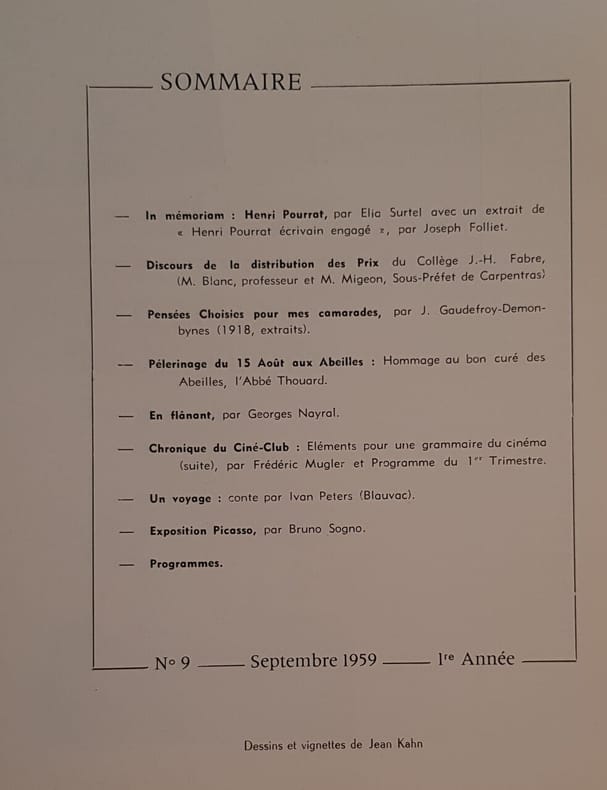 SOMMAIRE
— In mémoriam : Henri Pourrat, par Elia Surtel avec un extrait de
« Henri Pourrat écrivain engagé », par Joseph Folliet.
— Discours de la distribution des Prix du Collège J.-H. Fabre,
(M. Blanc, professeur et M. Migeon, Sous-Préfet de Carpentras)
— Pensées Choisies pour mes camarades, par J. Gaudefroy-Demon-
bynes (1918, extraits).
— Pélerinage du 15 Août aux Abeilles : Hommage au bon curé des
Abeilles, l'Abbé Thouard.
— En flânant, par Georges Nayral.
— Chronique du Ciné-Club : Eléments pour une grammaire du cinéma
(suite), par Frédéric Mugler et Programme du 1er Trimestre.
— Un voyage : conte par Ivan Peters (Blauvac).
— Exposition Picasso, par Bruno Sogno.
— Programmes.
No 9 — Septembre 1959 — 1re Année
Dessins et vignettes de Jean Kahn